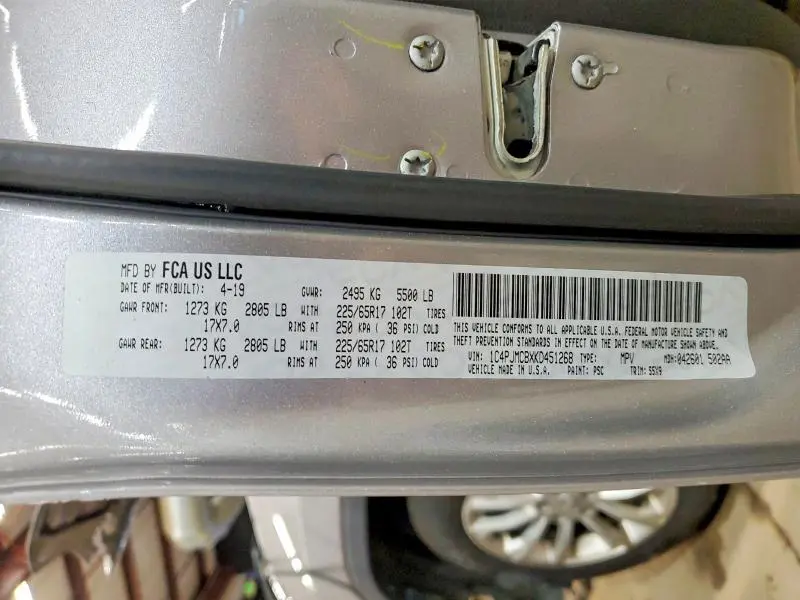 MFD BY FCA US LLC
DATE OF MFR(BUILT): 4-19 GVWR: 2495 KG 5500 LB
GAWR FRONT: 1273 KG 2805 LB WITH 225/65R17 102T TIRES
17X7.0 RIMS AT 250 KPA ( 36 PSI) COLD
GAWR REAR: 1273 KG 2805 LB WITH 225/65R17 102T TIRES
17X7.0 RIMS AT 250 KPA ( 36 PSI) COLD
THIS VEHICLE CONFORMS TO ALL APPLICABLE U.S.A. FEDERAL MOTOR VEHICLE SAFETY AND
THEFT PREVENTION STANDARDS IN EFFECT ON THE DATE OF MANUFACTURE SHOWN ABOVE.
VIN: 1C4PJMCBXKD451268 TYPE: MPV MDH: 042601 502AA
VEHICLE MADE IN U.S.A. PAINT: PSC TRIM: S5X9